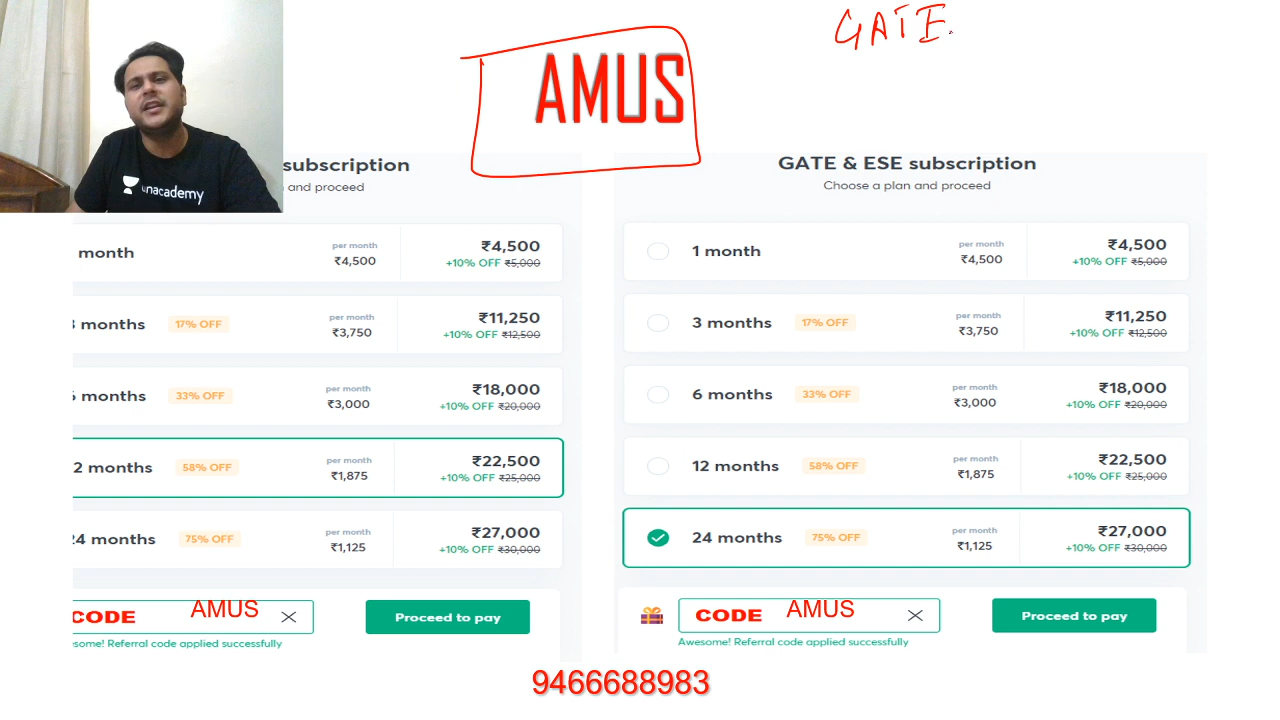 GATE.
AMUS
unacademy
subscription
and proceed
month
per month
₹4,500
₹4,500
+10% OFF ₹5,000
months
17% OFF
per month
₹3,750
₹11,250
+10% OFF ₹12,500
months
33% OFF
per month
₹3,000
₹18,000
+10% OFF ₹20,000
2 months
58% OFF
per month
₹1,875
₹22,500
+10% OFF ₹25,000
24 months
75% OFF
per month
₹1,125
₹27,000
+10% OFF ₹30,000
CODE AMUS
Proceed to pay
some! Referral code applied successfully
GATE & ESE subscription
Choose a plan and proceed
1 month
per month
₹4,500
₹4,500
+10% OFF ₹5,000
3 months
17% OFF
per month
₹3,750
₹11,250
+10% OFF ₹12,500
6 months
33% OFF
per month
₹3,000
₹18,000
+10% OFF ₹20,000
12 months
58% OFF
per month
₹1,875
₹22,500
+10% OFF ₹25,000
24 months
75% OFF
per month
₹1,125
₹27,000
+10% OFF ₹30,000
CODE AMUS
Proceed to pay
Awesome! Referral code applied successfully
9466688983